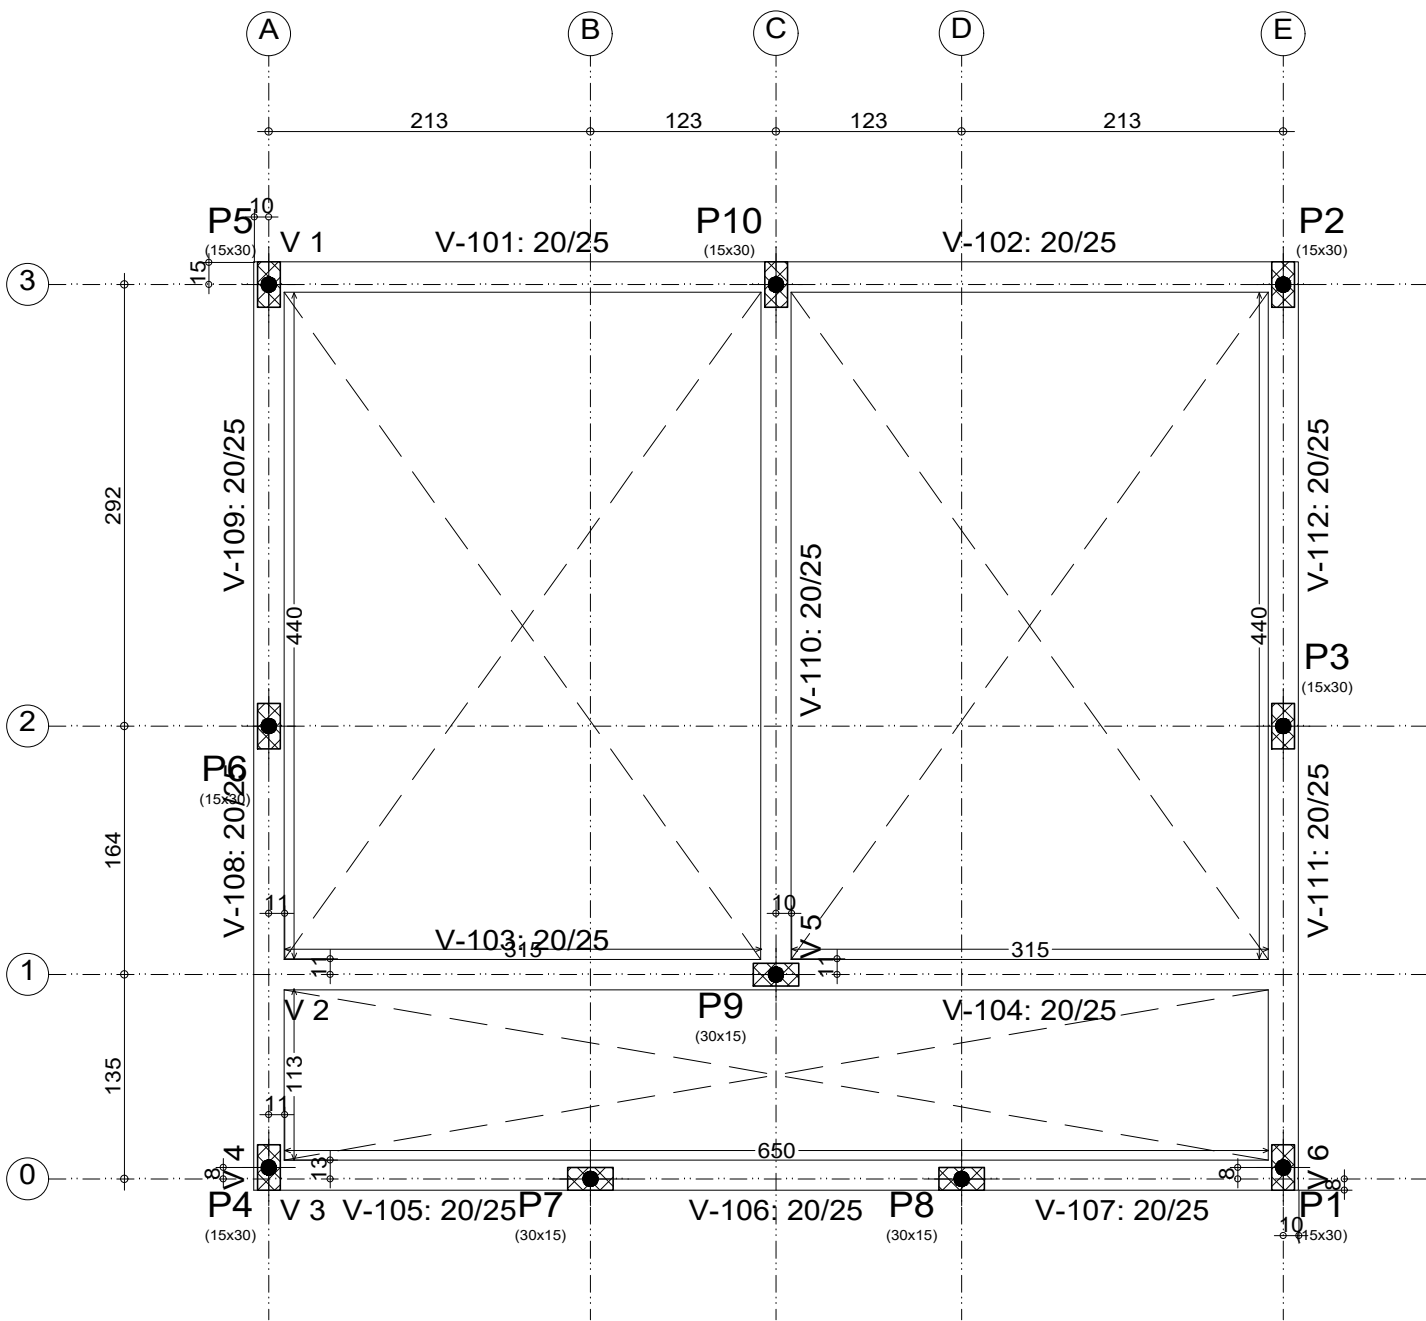 A B C D E
213 123 123 213
10
P5 P10 P2
(15x30) (15x30) (15x30)
V 1 V-101: 20/25 V-102: 20/25
15
3
V-109: 20/25
V-112: 20/25
292
440
V-110: 20/25
440
P3
(15x30)
2
P6
(15x30)
V-108: 20/25
V-111: 20/25
164
11
10
V 5
V-103: 20/25
315
315
11
11
1
V 2
P9
(30x15)
V-104: 20/25
135
113
11
650
13
V 4
8
8
V 6
8
0
P4
(15x30)
V 3
V-105: 20/25
P7
(30x15)
V-106: 20/25
P8
(30x15)
V-107: 20/25
P1
(15x30)
10